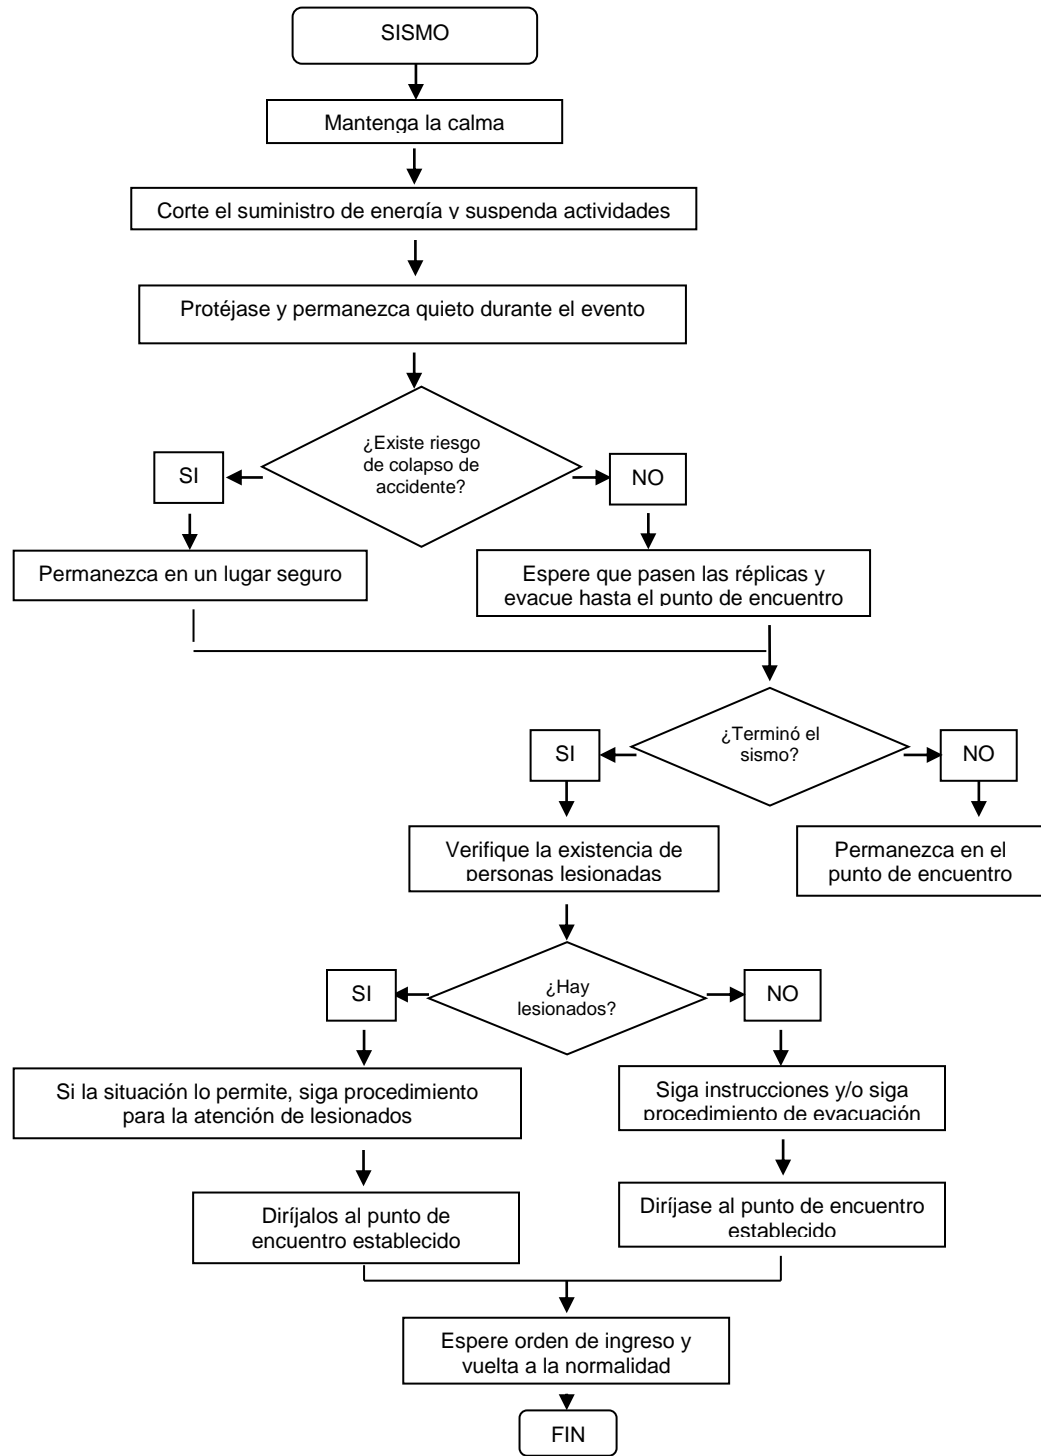 SISMO
Mantenga la calma
Corte el suministro de energía y suspenda actividades
Protéjase y permanezca quieto durante el evento
¿Existe riesgo
de colapso de
accidente?
SI
NO
Permanezca en un lugar seguro
Espere que pasen las réplicas y
evacue hasta el punto de encuentro
¿Terminó el
sismo?
SI
NO
Verifique la existencia de
personas lesionadas
Permanezca en el
punto de encuentro
¿Hay
lesionados?
SI
NO
Si la situación lo permite, siga procedimiento
para la atención de lesionados
Siga instrucciones y/o siga
procedimiento de evacuación
Diríjalos al punto de
encuentro establecido
Diríjase al punto de encuentro
establecido
Espere orden de ingreso y
vuelta a la normalidad
FIN